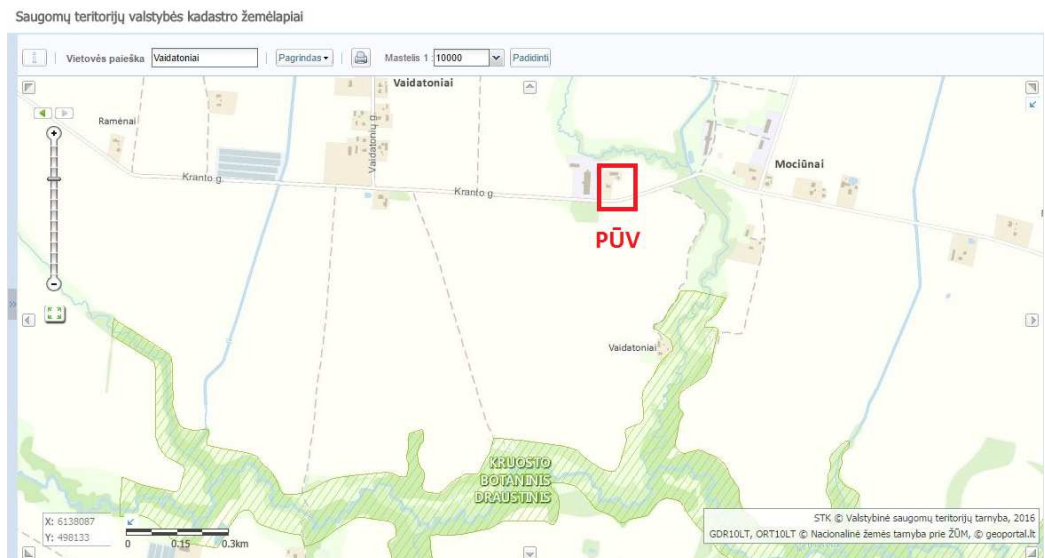 Saugomų teritorijų valstybės kadastro žemėlapiai
Vietovės paieška Vaidatoniai Pagrindas Mastelis 1 : 10000 Padidinti
Vaidatoniai
Ramėnai
Vaidatonių g.
Mociūnai
Kranto g.
Kranto g.
PŪV
Vaidatoniai
KRUOSTO
BOTANINIS
DRAUSTINIS
X: 6138087
Y: 498133
0 0.15 0.3km
STK © Valstybinė saugomų teritorijų tarnyba, 2016
GDR10LT, ORT10LT © Nacionalinė žemės tarnyba prie ŽŪM, © geoportal.lt